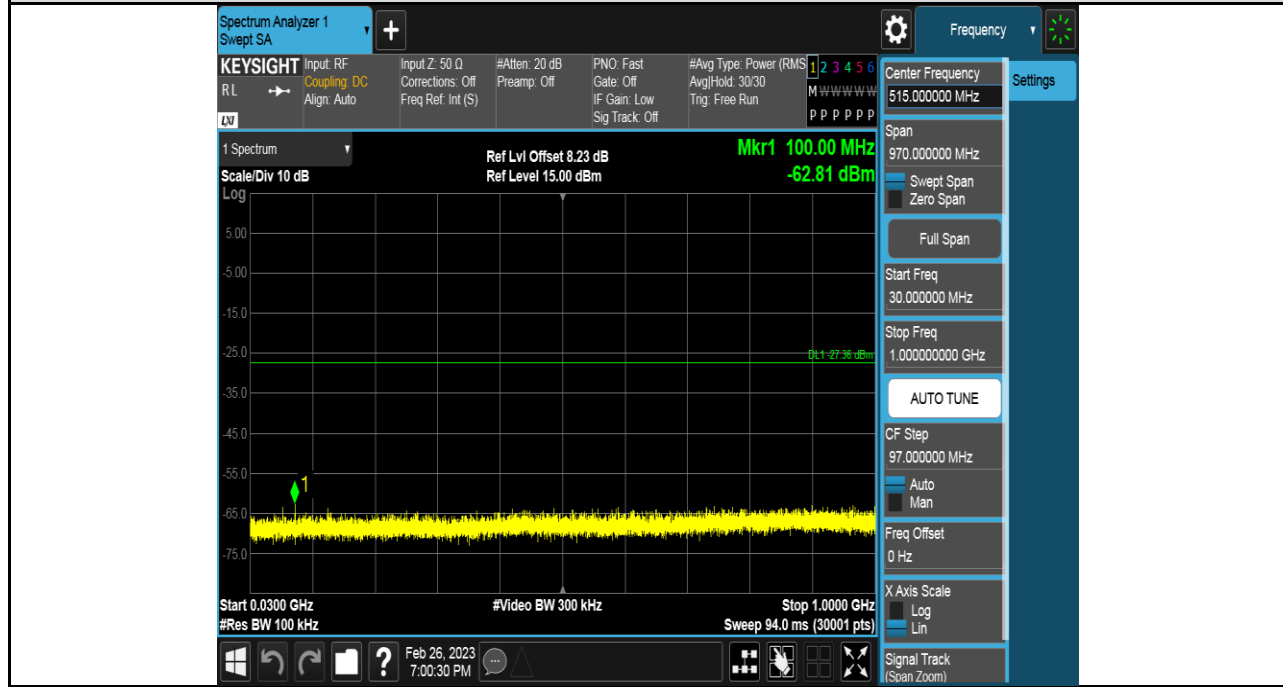 Spectrum Analyzer 1
Swept SA
+
Frequency
KEYSIGHT
RL
LXI
Input: RF
Coupling: DC
Align: Auto
Input Z: 50 Ω
Corrections: Off
Freq Ref: Int (S)
#Atten: 20 dB
Preamp: Off
PNO: Fast
Gate: Off
IF Gain: Low
Sig Track: Off
#Avg Type: Power (RMS
Avg|Hold: 30/30
Trig: Free Run
1 2 3 4 5 6
M W W W W W
P P P P P P
Center Frequency
515.000000 MHz
Settings
1 Spectrum
Scale/Div 10 dB
Log
Ref Lvl Offset 8.23 dB
Ref Level 15.00 dBm
Mkr1 100.00 MHz
-62.81 dBm
Span
970.000000 MHz
Swept Span
Zero Span
Full Span
Start Freq
30.000000 MHz
Stop Freq
1.000000000 GHz
AUTO TUNE
CF Step
97.000000 MHz
Auto
Man
Freq Offset
0 Hz
X Axis Scale
Log
Lin
Signal Track
(Span Zoom)
5.00
-5.00
-15.0
-25.0
DL1 -27.36 dBm
-35.0
-45.0
-55.0
1
-65.0
-75.0
Start 0.0300 GHz
#Res BW 100 kHz
#Video BW 300 kHz
Stop 1.0000 GHz
Sweep 94.0 ms (30001 pts)
?
Feb 26, 2023
7:00:30 PM